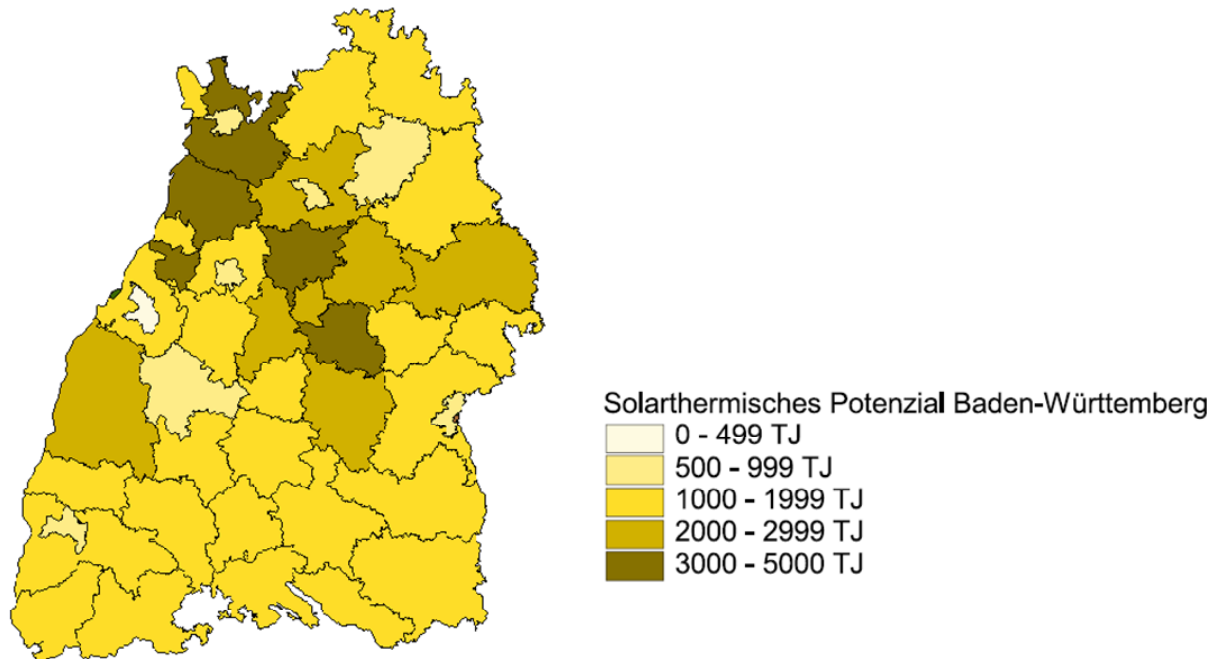 Solarthermisches Potenzial Baden-Württemberg
0 - 499 TJ
500 - 999 TJ
1000 - 1999 TJ
2000 - 2999 TJ
3000 - 5000 TJ